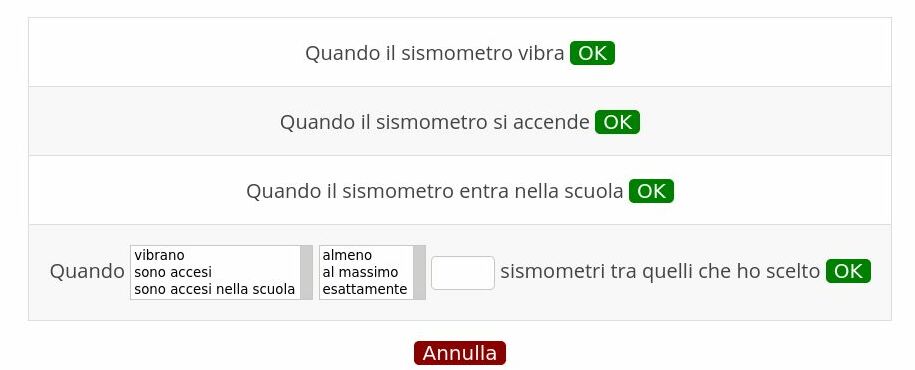 Quando il sismometro vibra OK
Quando il sismometro si accende OK
Quando il sismometro entra nella scuola OK
vibrano almeno
Quando sono accesi al massimo sismometri tra quelli che ho scelto OK
sono accesi nella scuola esattamente
Annulla